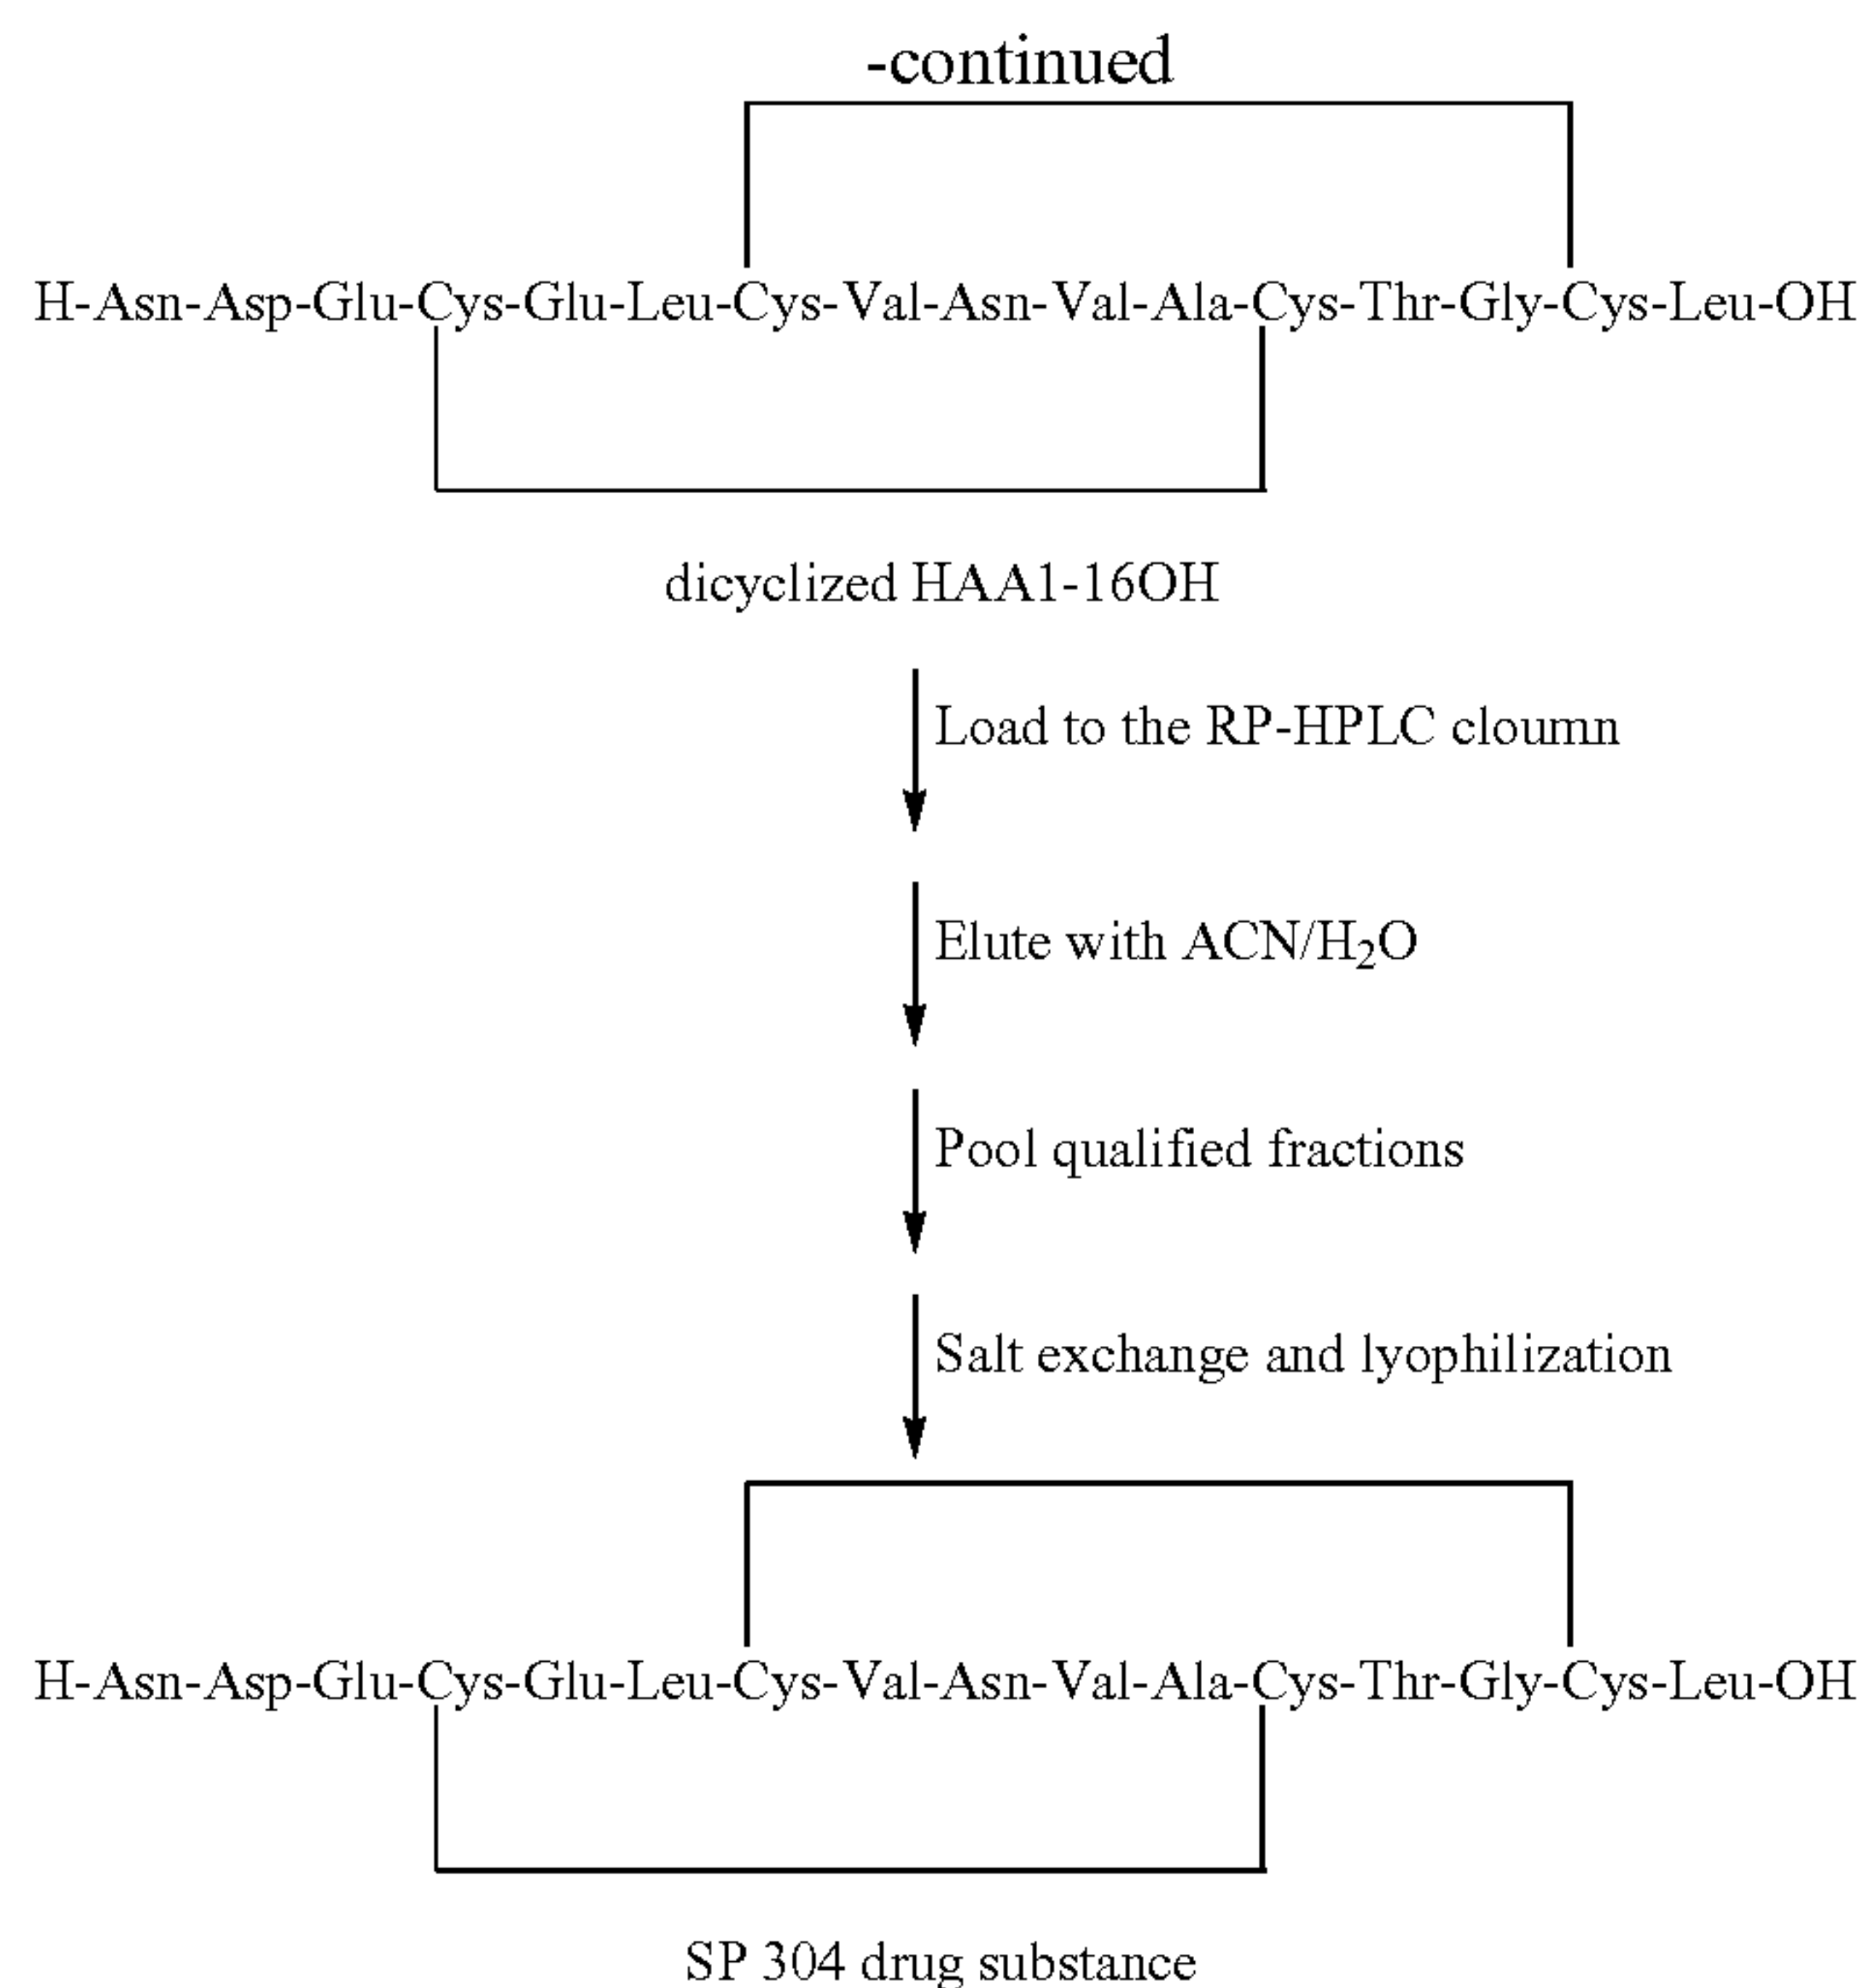 -continued
H-Asn-Asp-Glu-Cys-Glu-Leu-Cys-Val-Asn-Val-Ala-Cys-Thr-Gly-Cys-Leu-OH
dicyclized HAA1-16OH
Load to the RP-HPLC cloumn
Elute with ACN/H₂O
Pool qualified fractions
Salt exchange and lyophilization
H-Asn-Asp-Glu-Cys-Glu-Leu-Cys-Val-Asn-Val-Ala-Cys-Thr-Gly-Cys-Leu-OH
SP 304 drug substance